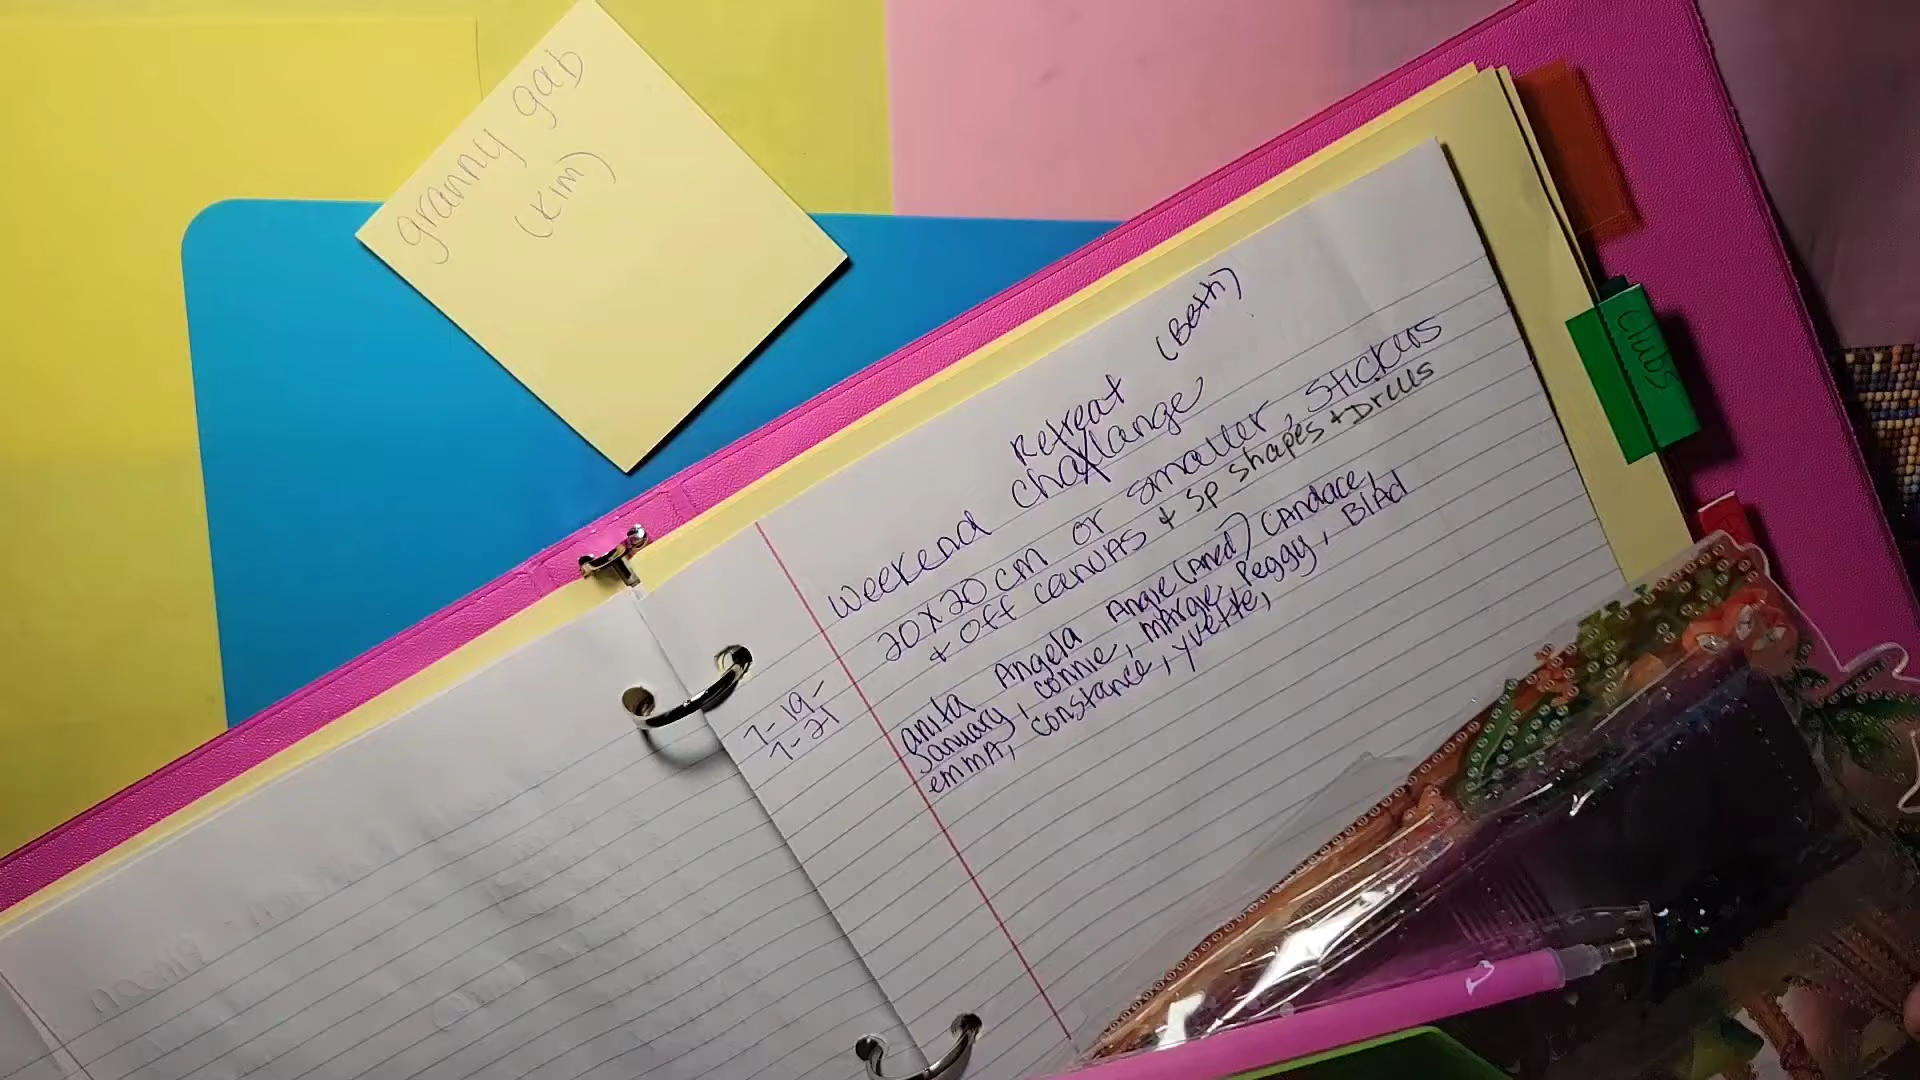 granny gab
(Kim)
(Beth)
Retreat
Weekend challange
20x20 cm or smaller, stickers
+ off canvas + sp shapes + Drills
7-19-
7-21
anita Angela Angie (Aned) Candace,
January, connie, margie, Peggy, BlAd
emma, constance, yvette,
Clubs